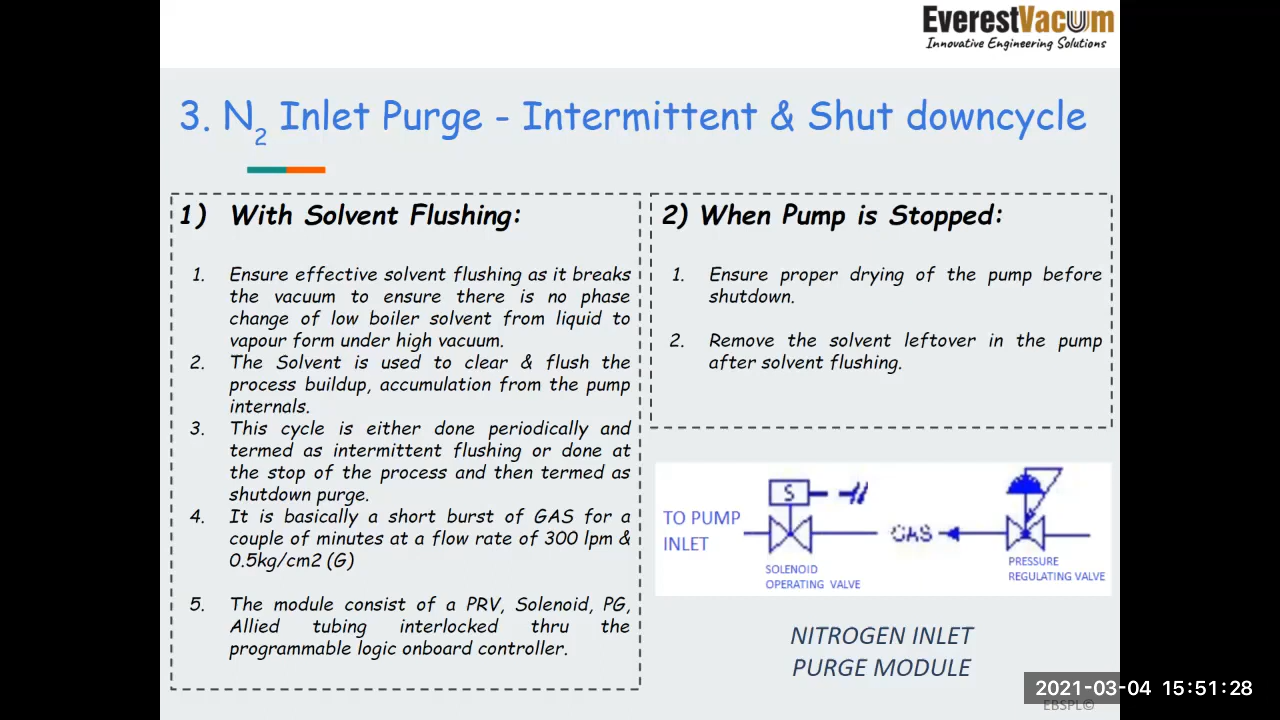 EverestVacuum
Innovative Engineering Solutions
3. N2 Inlet Purge - Intermittent & Shut downcycle
1) With Solvent Flushing:
1. Ensure effective solvent flushing as it breaks
the vacuum to ensure there is no phase
change of low boiler solvent from liquid to
vapour form under high vacuum.
2. The Solvent is used to clear & flush the
process buildup, accumulation from the pump
internals.
3. This cycle is either done periodically and
termed as intermittent flushing or done at
the stop of the process and then termed as
shutdown purge.
4. It is basically a short burst of GAS for a
couple of minutes at a flow rate of 300 lpm &
0.5kg/cm2 (G)
5. The module consist of a PRV, Solenoid, PG,
Allied tubing interlocked thru the
programmable logic onboard controller.
2) When Pump is Stopped:
1. Ensure proper drying of the pump before
shutdown.
2. Remove the solvent leftover in the pump
after solvent flushing.
S
TO PUMP
INLET
GAS
SOLENOID
OPERATING VALVE
PRESSURE
REGULATING VALVE
NITROGEN INLET
PURGE MODULE
2021-03-04 15:51:28
EBSPL©